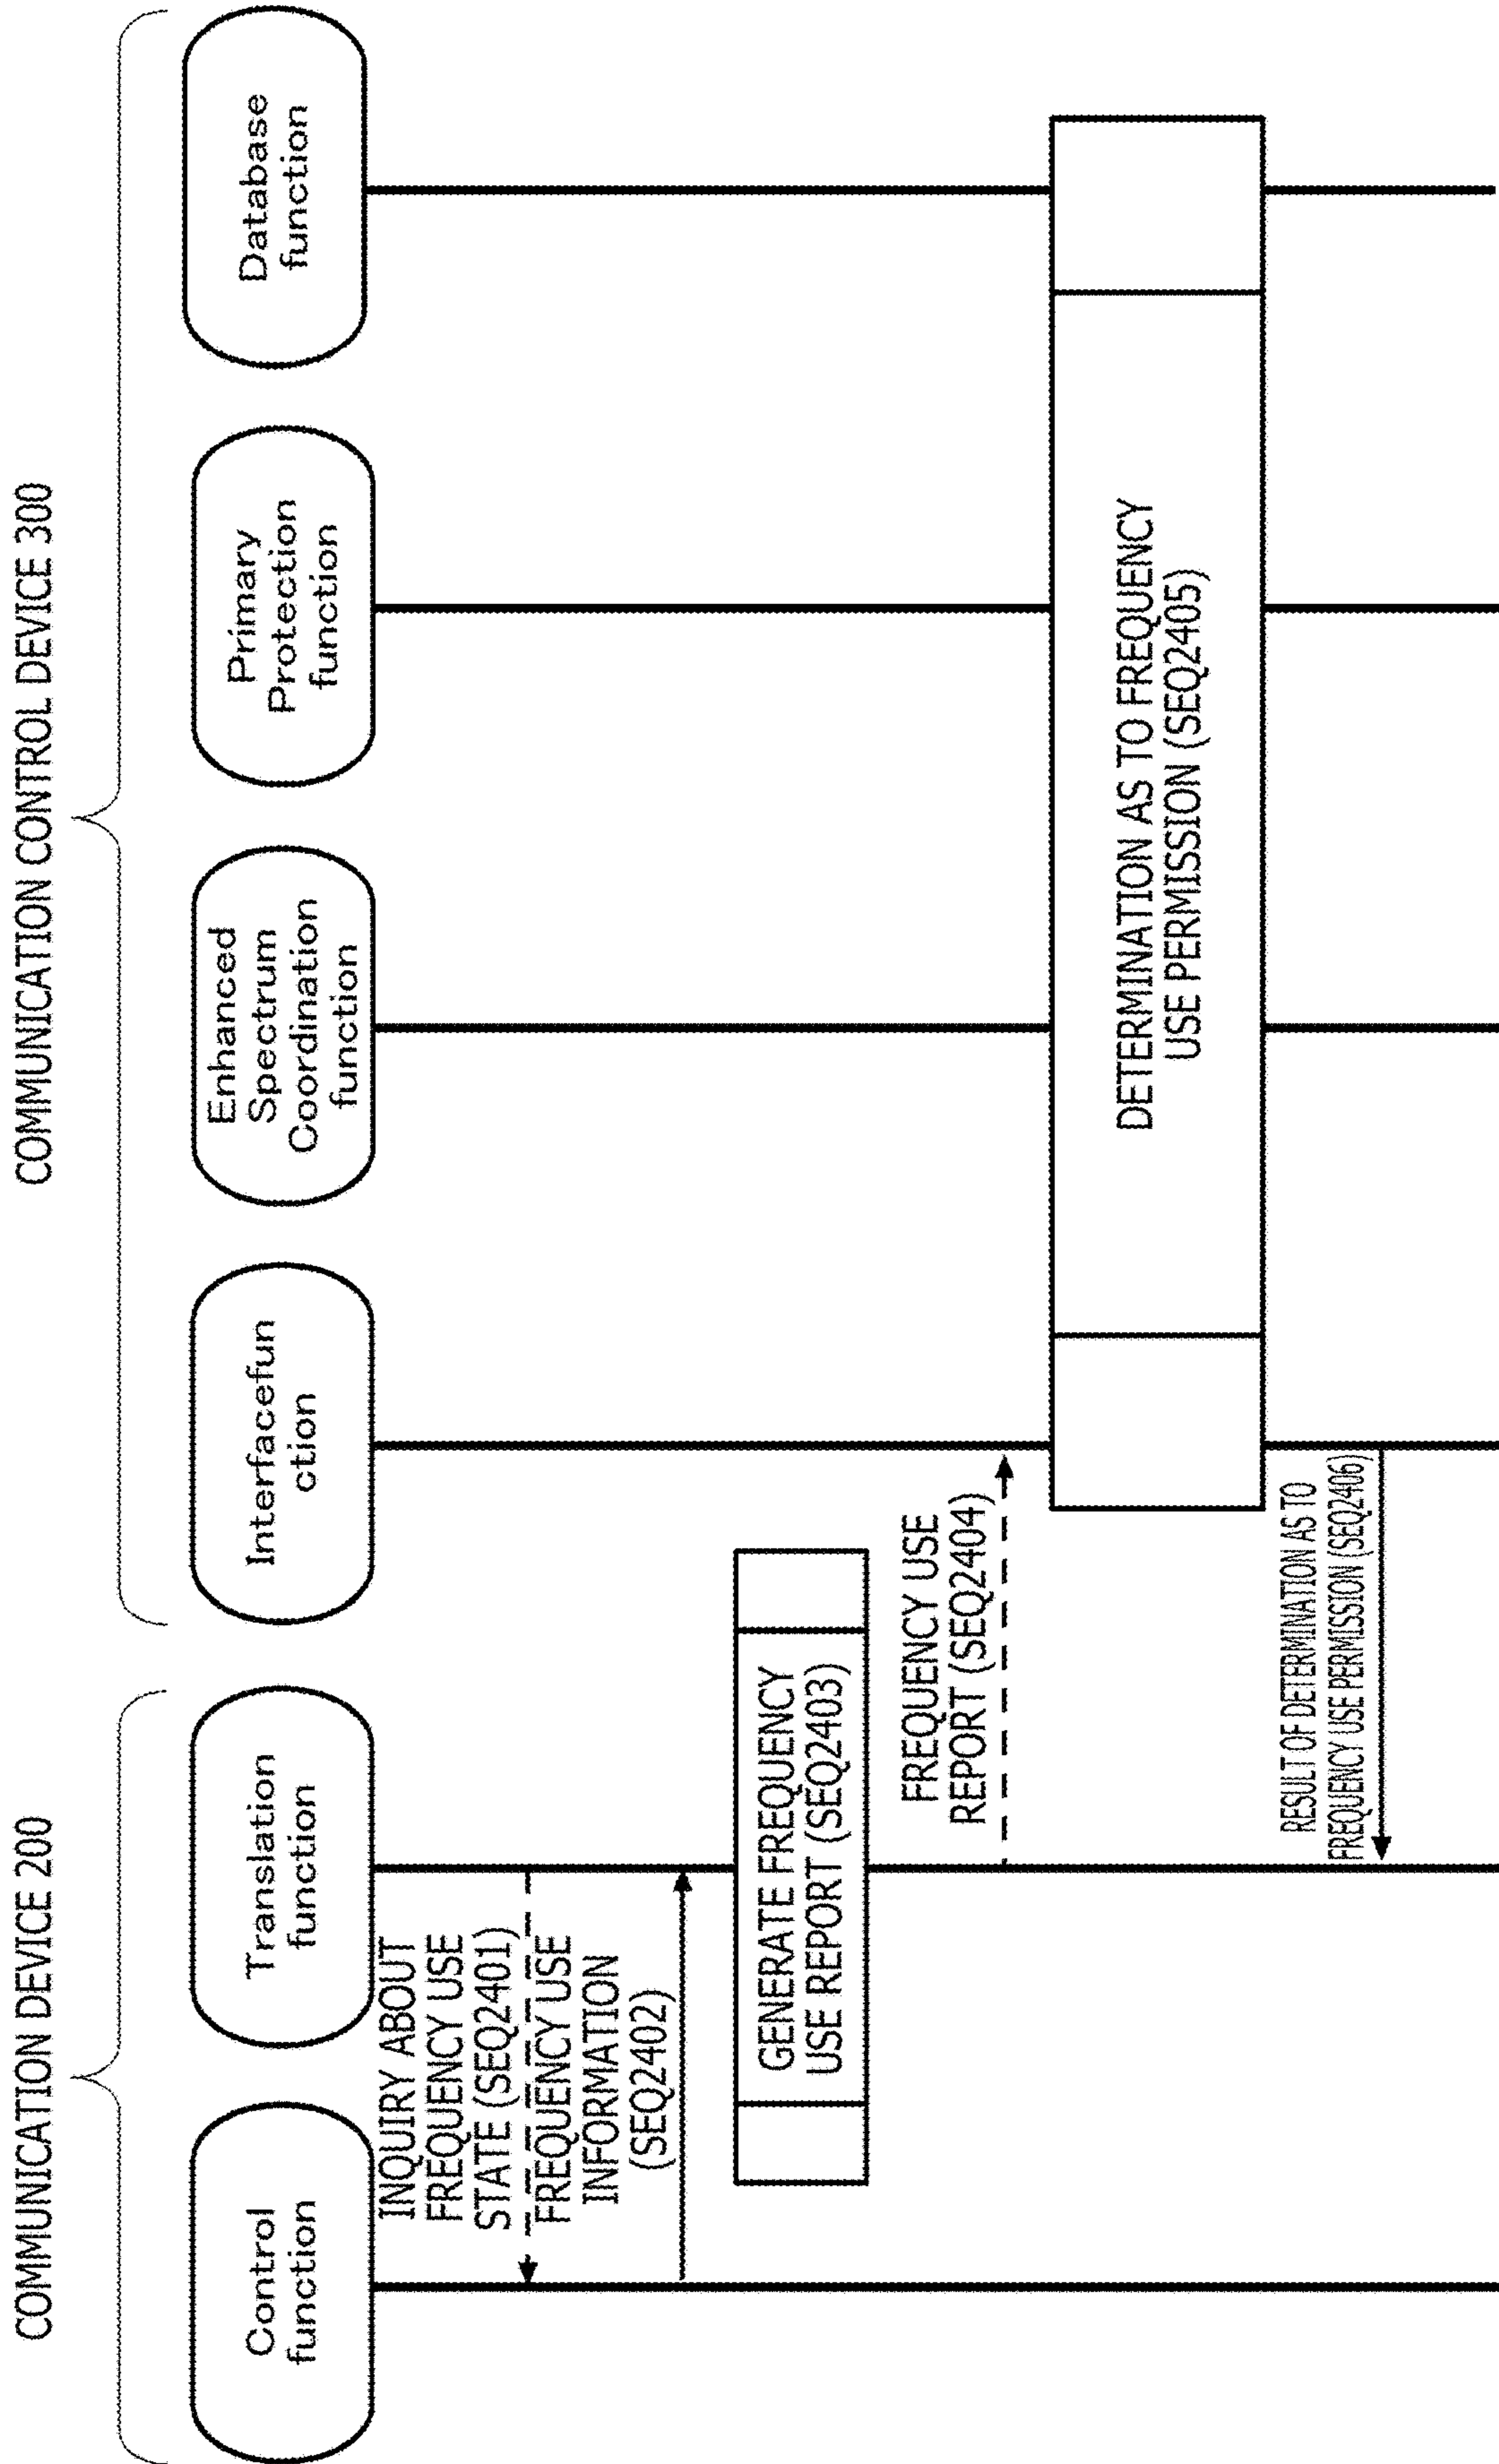 COMMUNICATION DEVICE 200
COMMUNICATION CONTROL DEVICE 300
Control
function
Translation
function
Interfacefun
ction
Enhanced
Spectrum
Coordination
function
Primary
Protection
function
Database
function
INQUIRY ABOUT
FREQUENCY USE
STATE (SEQ2401)
FREQUENCY USE
INFORMATION
(SEQ2402)
GENERATE FREQUENCY
USE REPORT (SEQ2403)
FREQUENCY USE
REPORT (SEQ2404)
DETERMINATION AS TO FREQUENCY
USE PERMISSION (SEQ2405)
RESULT OF DETERMINATION AS TO
FREQUENCY USE PERMISSION (SEQ2406)